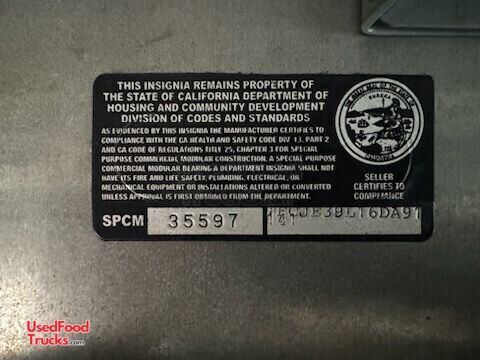 THIS INSIGNIA REMAINS PROPERTY OF
THE STATE OF CALIFORNIA DEPARTMENT OF
HOUSING AND COMMUNITY DEVELOPMENT
DIVISION OF CODES AND STANDARDS
AS EVIDENCED BY THIS INSIGNIA THE MANUFACTURER CERTIFIES TO
COMPLIANCE WITH THE CA HEALTH AND SAFETY CODE DIV. 13, PART 2
AND CA CODE OF REGULATIONS TITLE 25, CHAPTER 3 FOR SPECIAL
PURPOSE COMMERCIAL MODULAR CONSTRUCTION. A SPECIAL PURPOSE
COMMERCIAL MODULAR BEARING A DEPARTMENT INSIGNIA SHALL NOT
HAVE ITS FIRE AND LIFE SAFETY, PLUMBING, ELECTRICAL, OR
MECHANICAL EQUIPMENT OR INSTALLATIONS ALTERED OR CONVERTED
UNLESS APPROVAL IS FIRST OBTAINED FROM THE DEPARTMENT.
EUREKA
SELLER
CERTIFIES TO
COMPLIANCE
SPCM 35597
UsedFood
Trucks.com